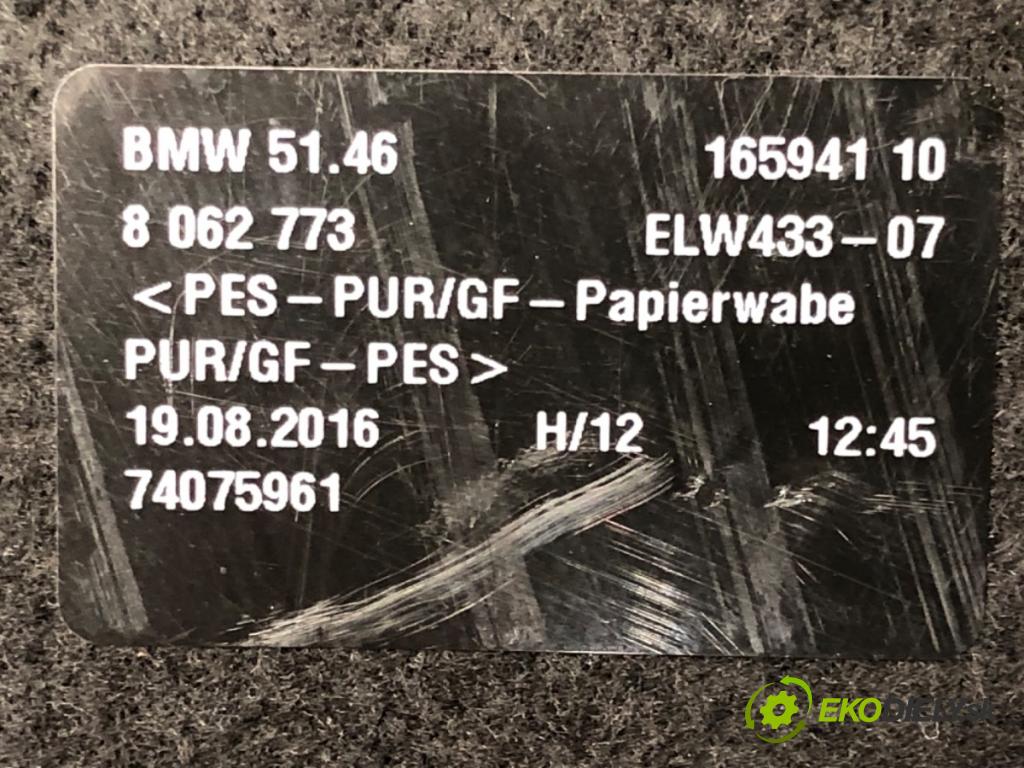 BMW 51.46 165941 10
8 062 773 ELW433-07
<PES-PUR/GF-Papierwabe
PUR/GF-PES>
19.08.2016 H/12 12:45
74075961
EKODIELY.sk